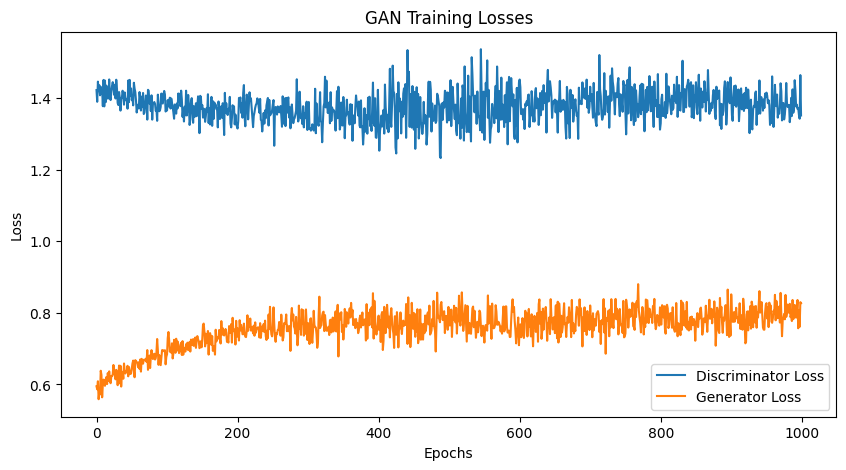 GAN Training Losses
Loss
1.4
1.2
1.0
0.8
0.6
0
200
400
600
800
1000
Epochs
Discriminator Loss
Generator Loss